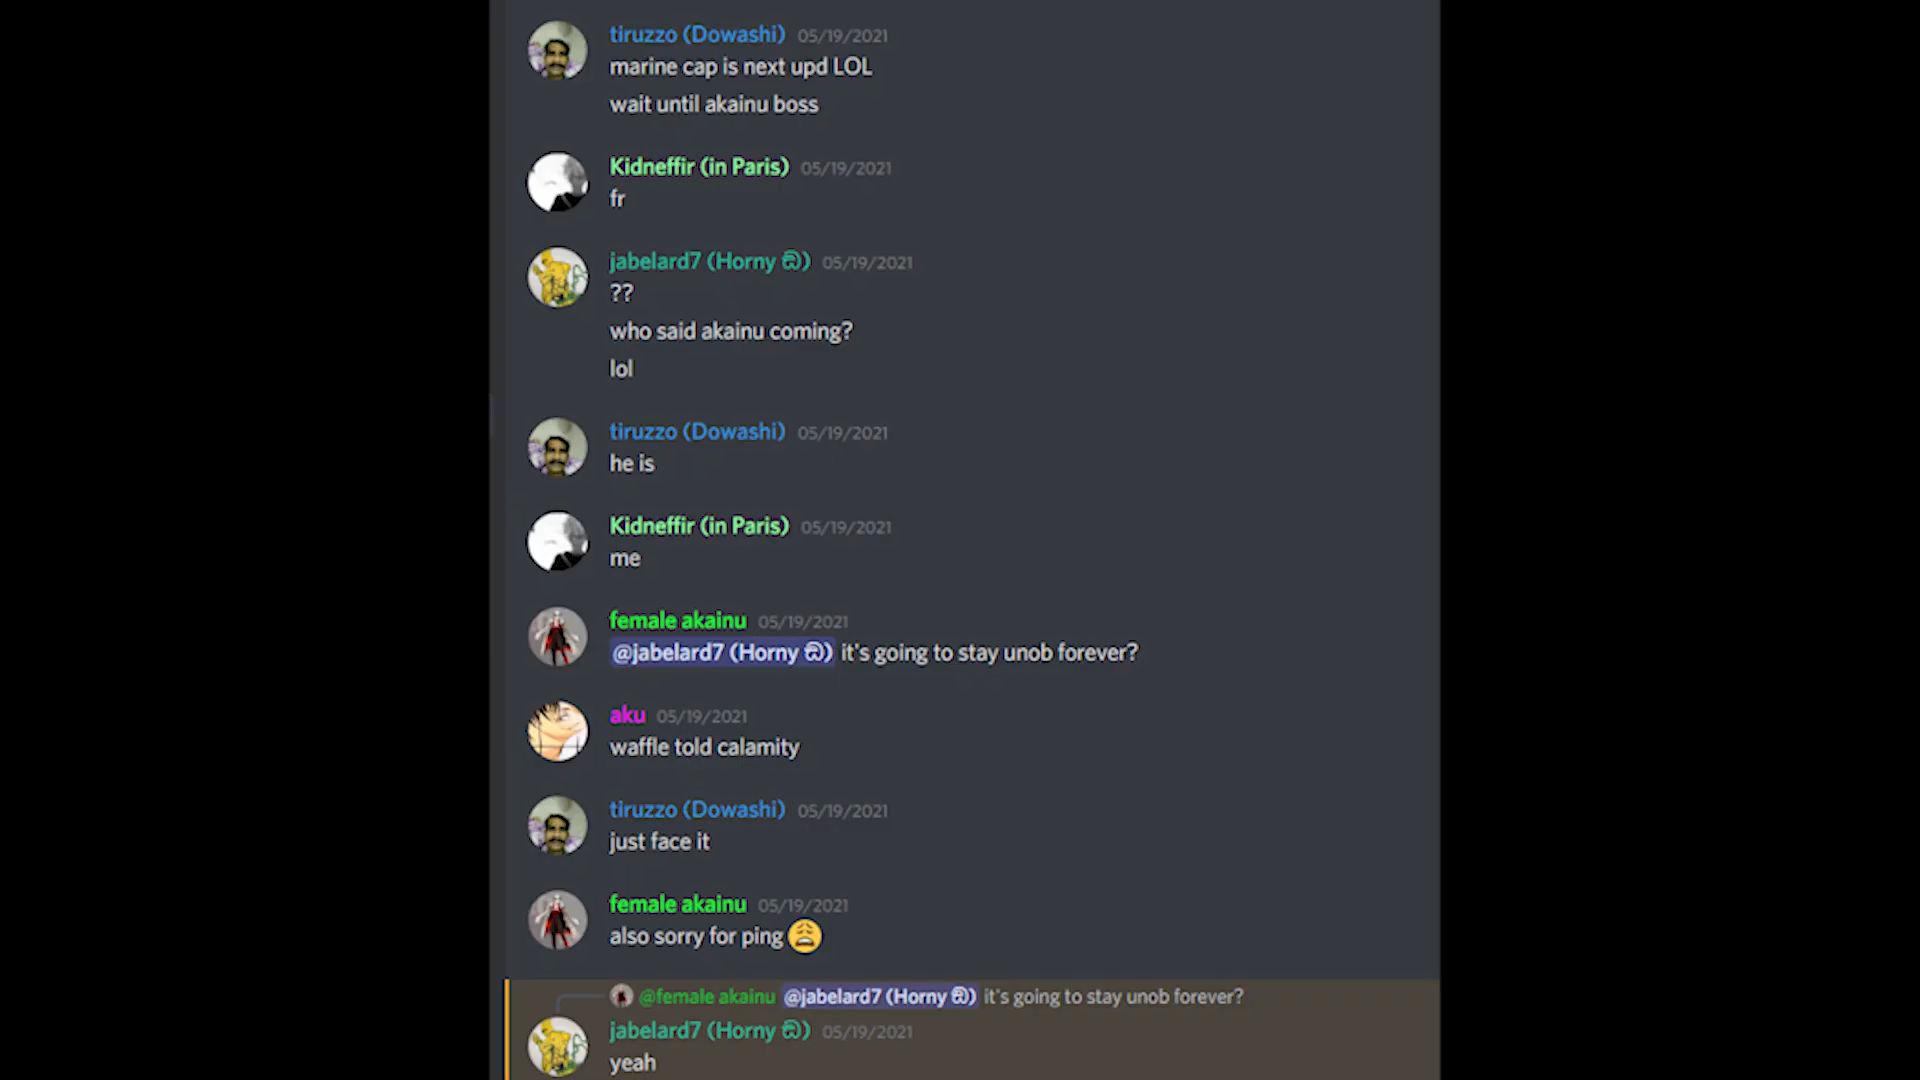 tiruzzo (Dowashi) 05/19/2021
marine cap is next upd LOL
wait until akainu boss
Kidneffir (in Paris) 05/19/2021
fr
jabelard7 (Horny ඞ) 05/19/2021
??
who said akainu coming?
lol
tiruzzo (Dowashi) 05/19/2021
he is
Kidneffir (in Paris) 05/19/2021
me
female akainu 05/19/2021
@jabelard7 (Horny ඞ) it's going to stay unob forever?
aku 05/19/2021
waffle told calamity
tiruzzo (Dowashi) 05/19/2021
just face it
female akainu 05/19/2021
also sorry for ping 😩
@female akainu @jabelard7 (Horny ඞ) it's going to stay unob forever?
jabelard7 (Horny ඞ) 05/19/2021
yeah